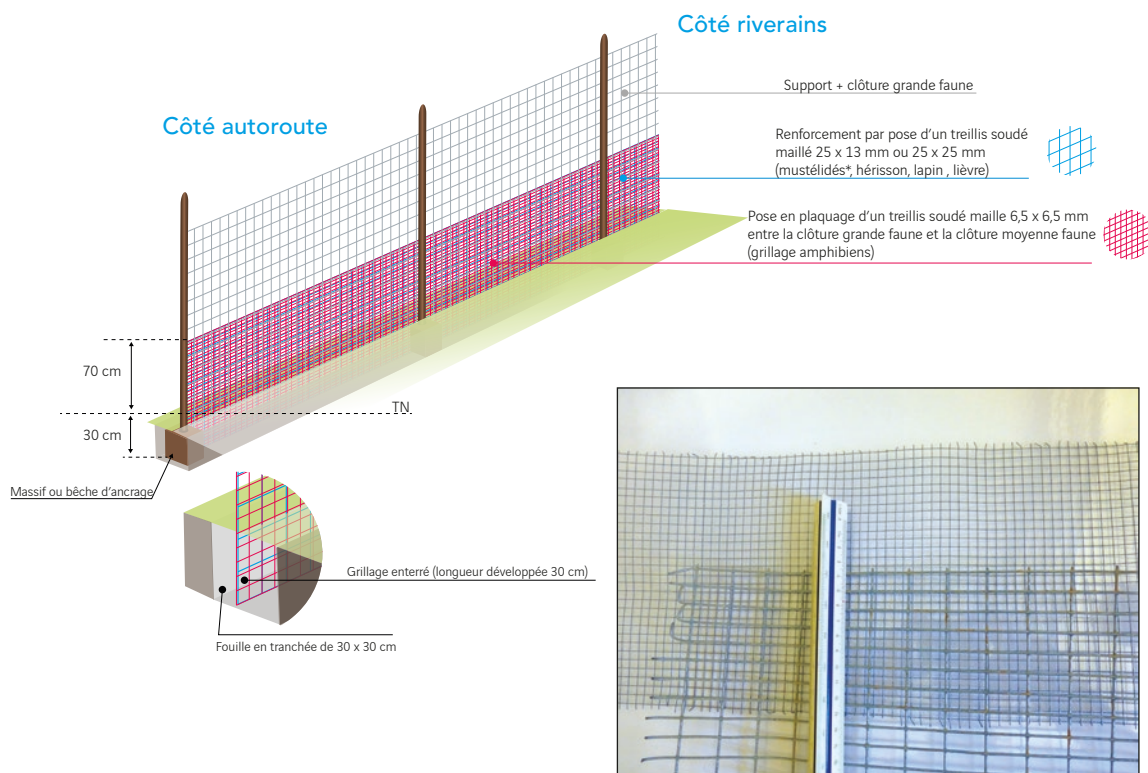 Côté riverains
Support + clôture grande faune
Côté autoroute
Renforcement par pose d'un treillis soudé
maillé 25 x 13 mm ou 25 x 25 mm
(mustélidés*, hérisson, lapin , lièvre)
Pose en plaquage d'un treillis soudé maille 6,5 x 6,5 mm
entre la clôture grande faune et la clôture moyenne faune
(grillage amphibiens)
70 cm
TN
30 cm
Massif ou bêche d'ancrage
Grillage enterré (longueur développée 30 cm)
Fouille en tranchée de 30 x 30 cm